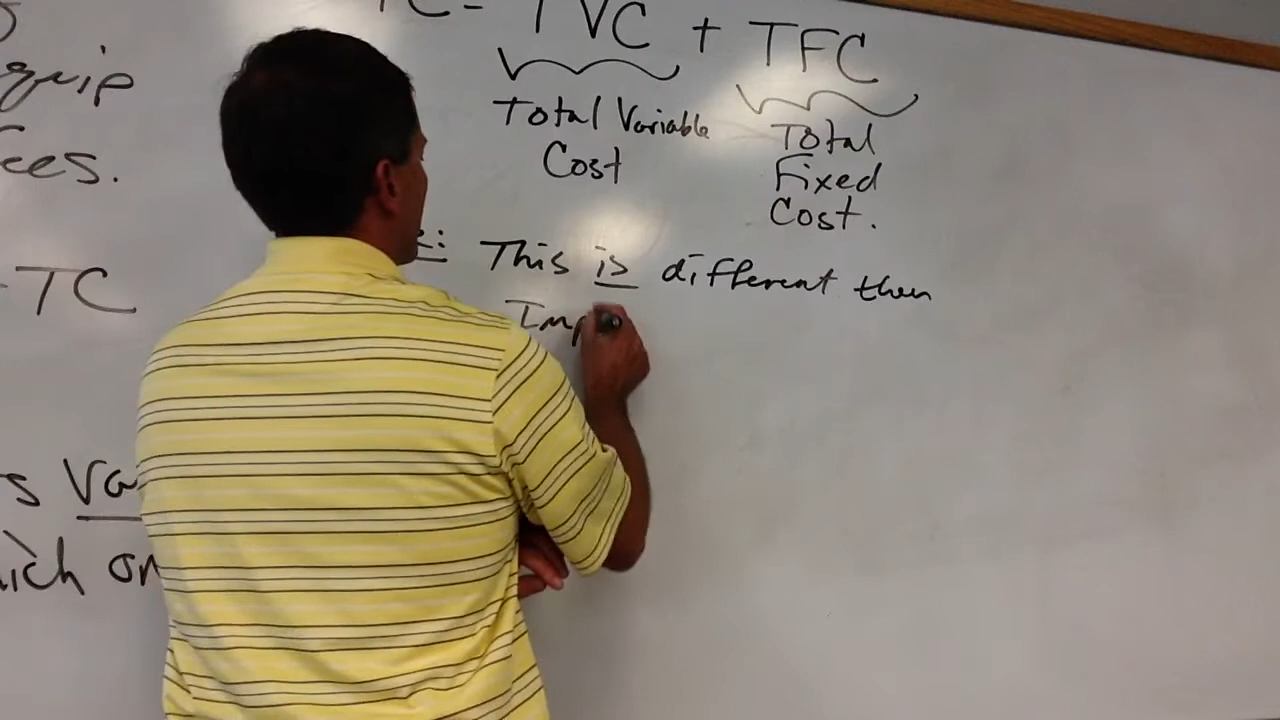 TC = TVC + TFC
Total Variable
Cost
Total
Fixed
Cost.
This is different then
Imp
equip
ces.
-TC
s Va
ich on